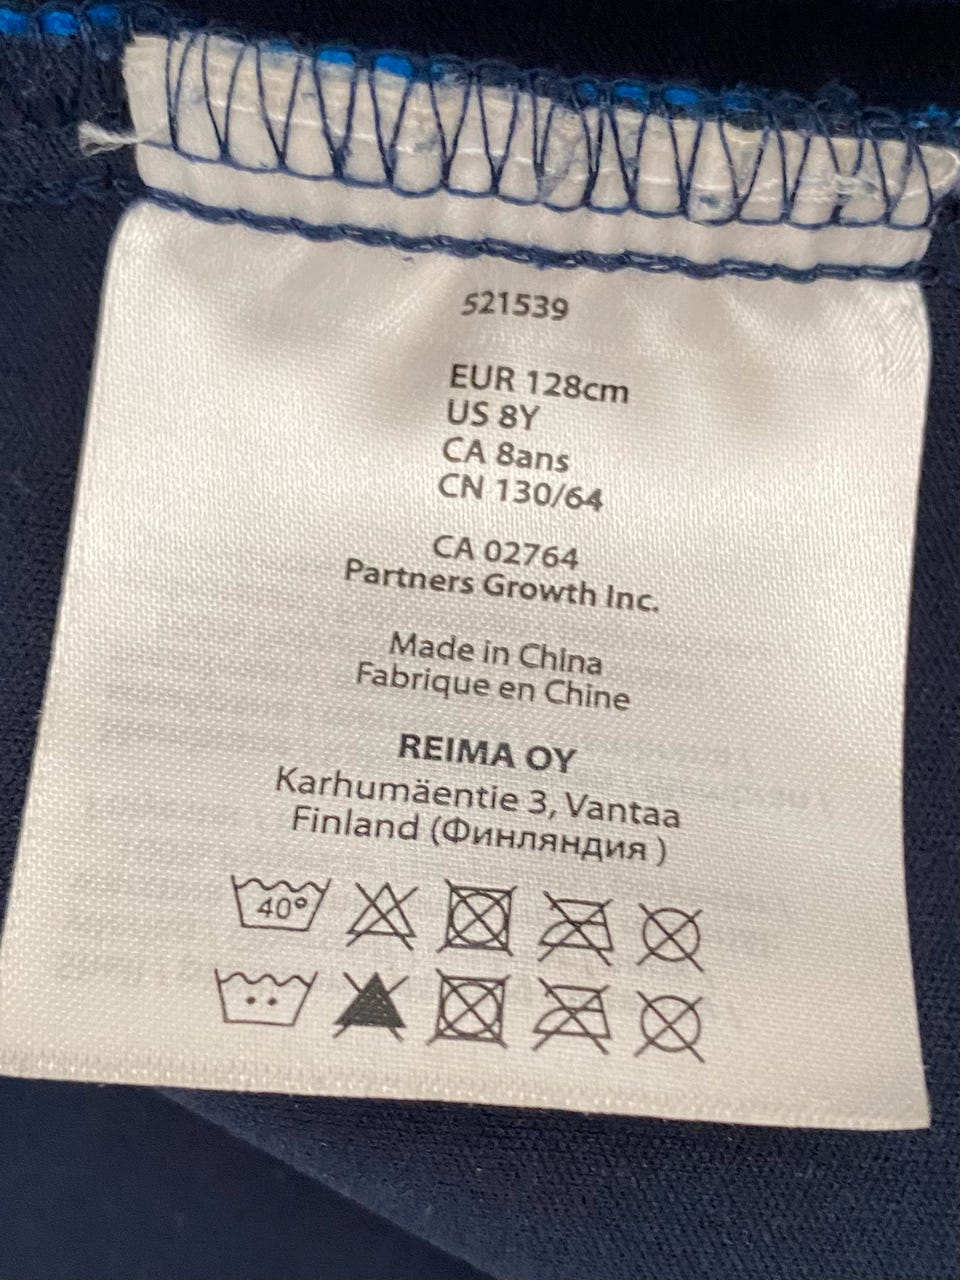 521539
EUR 128cm
US 8Y
CA 8ans
CN 130/64
CA 02764
Partners Growth Inc.
Made in China
Fabrique en Chine
REIMA OY
Karhumäentie 3, Vantaa
Finland (Финляндия )
40°